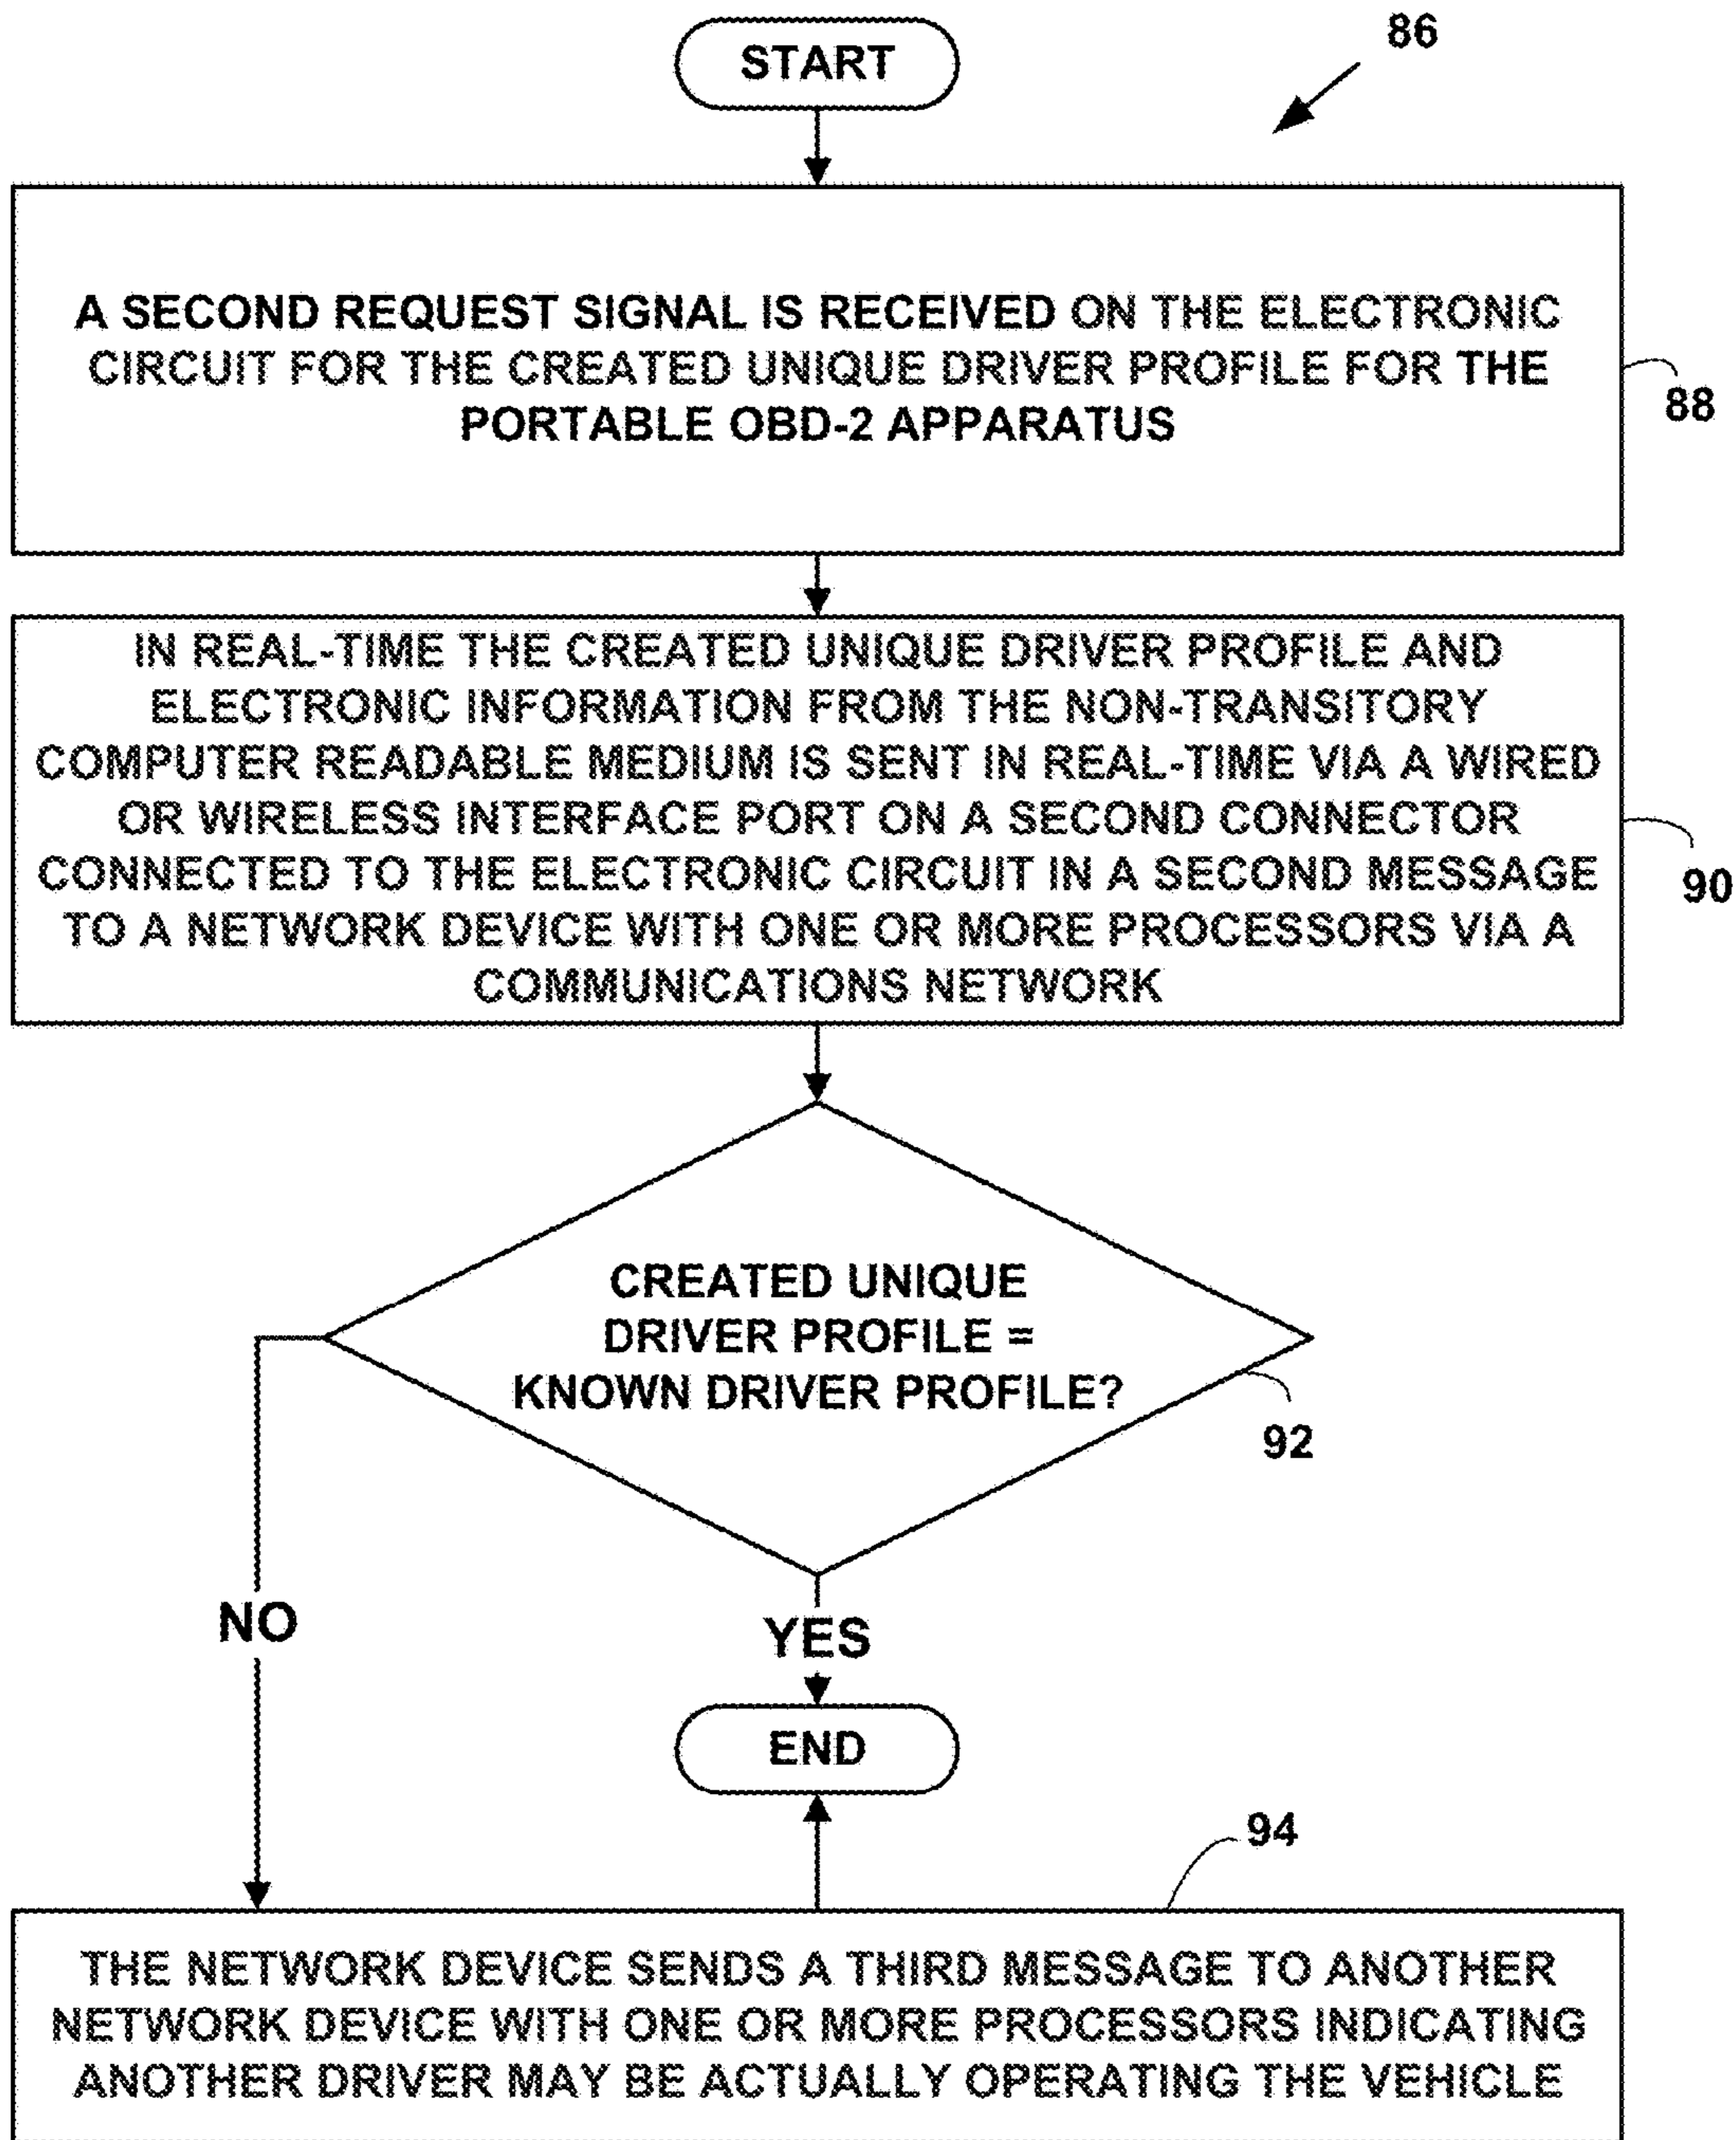 START
86
A SECOND REQUEST SIGNAL IS RECEIVED ON THE ELECTRONIC
CIRCUIT FOR THE CREATED UNIQUE DRIVER PROFILE FOR THE
PORTABLE OBD-2 APPARATUS
88
IN REAL-TIME THE CREATED UNIQUE DRIVER PROFILE AND
ELECTRONIC INFORMATION FROM THE NON-TRANSITORY
COMPUTER READABLE MEDIUM IS SENT IN REAL-TIME VIA A WIRED
OR WIRELESS INTERFACE PORT ON A SECOND CONNECTOR
CONNECTED TO THE ELECTRONIC CIRCUIT IN A SECOND MESSAGE
TO A NETWORK DEVICE WITH ONE OR MORE PROCESSORS VIA A
COMMUNICATIONS NETWORK
90
CREATED UNIQUE
DRIVER PROFILE =
KNOWN DRIVER PROFILE?
92
NO
YES
END
94
THE NETWORK DEVICE SENDS A THIRD MESSAGE TO ANOTHER
NETWORK DEVICE WITH ONE OR MORE PROCESSORS INDICATING
ANOTHER DRIVER MAY BE ACTUALLY OPERATING THE VEHICLE